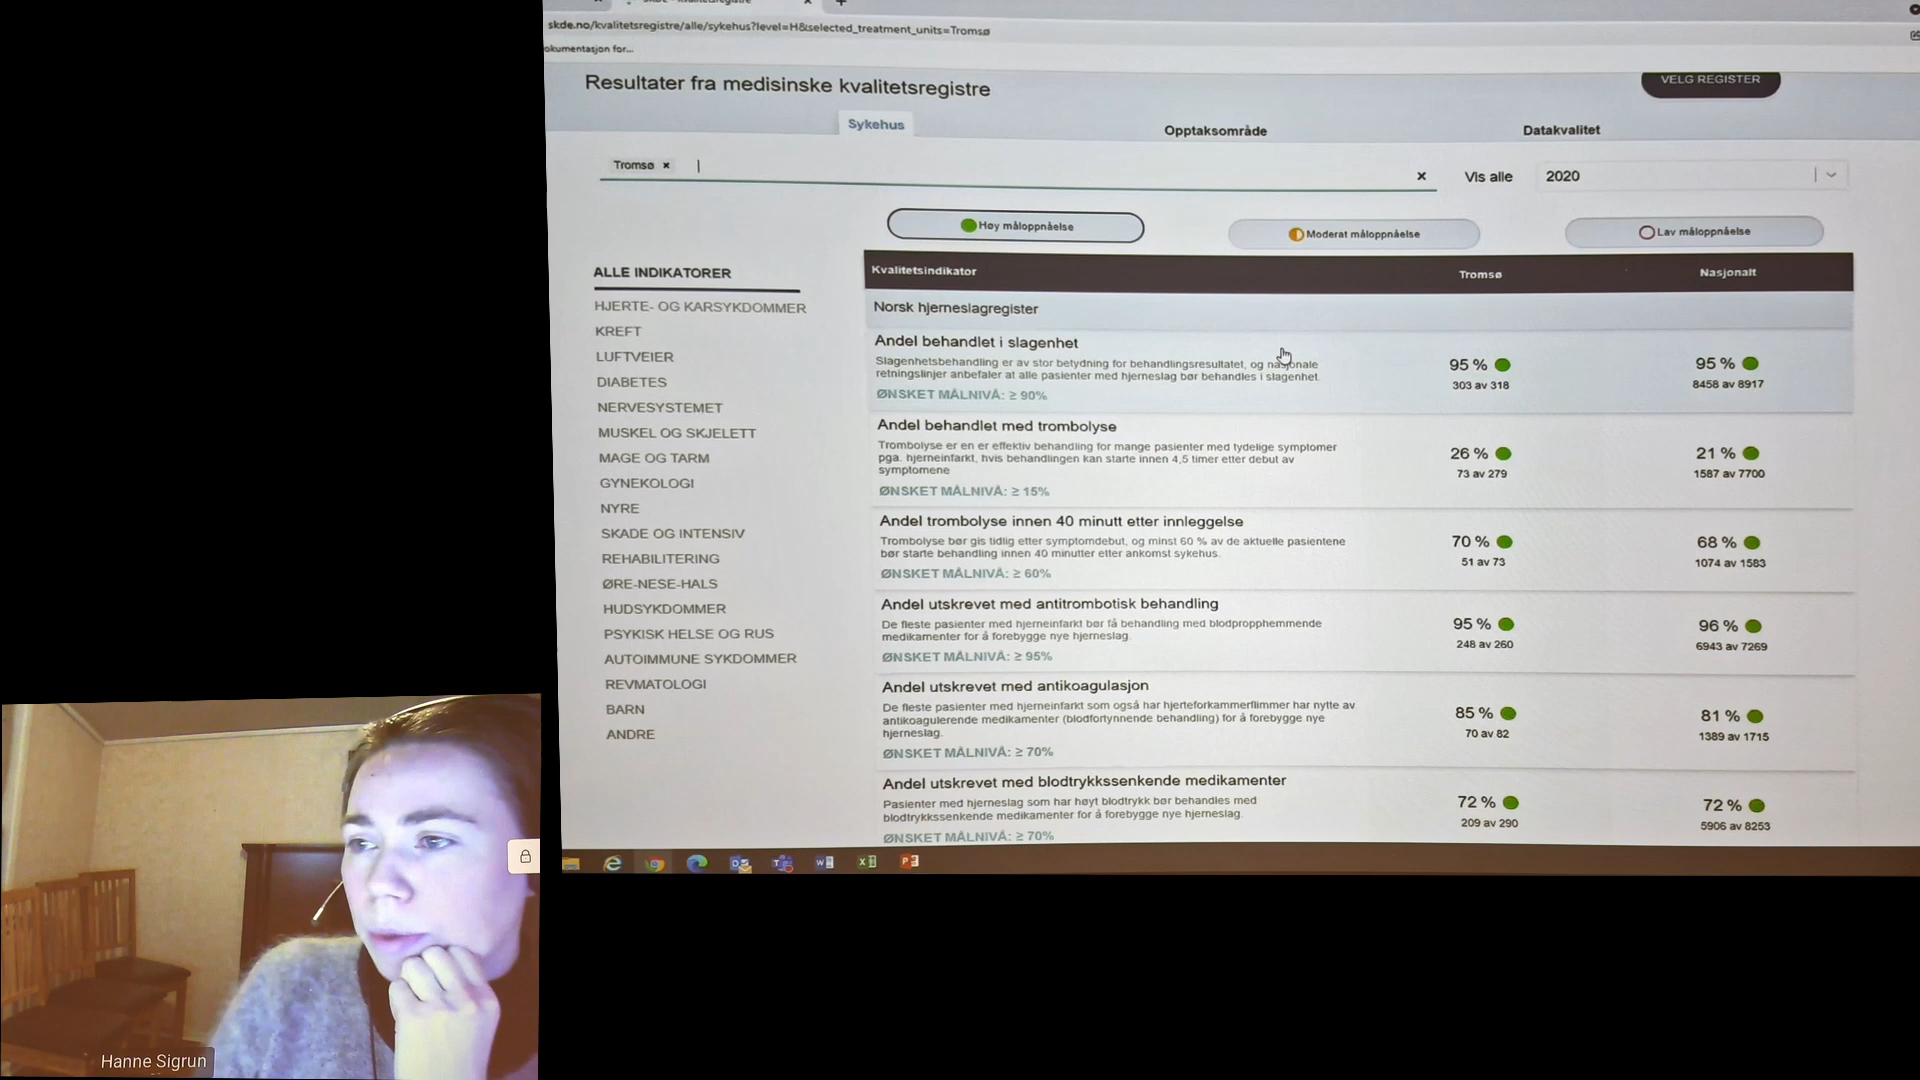 skde.no/kvalitetsregistre/alle/sykehus?level=H&selected_treatment_units=Tromsø
okumentasjon for...
Resultater fra medisinske kvalitetsregistre
VELG REGISTER
Sykehus
Opptaksområde
Datakvalitet
Tromsø ×
× Vis alle 2020
Høy måloppnåelse
Moderat måloppnåelse
Lav måloppnåelse
ALLE INDIKATORER
HJERTE- OG KARSYKDOMMER
KREFT
LUFTVEIER
DIABETES
NERVESYSTEMET
MUSKEL OG SKJELETT
MAGE OG TARM
GYNEKOLOGI
NYRE
SKADE OG INTENSIV
REHABILITERING
ØRE-NESE-HALS
HUDSYKDOMMER
PSYKISK HELSE OG RUS
AUTOIMMUNE SYKDOMMER
REVMATOLOGI
BARN
ANDRE
Kvalitetsindikator Tromsø Nasjonalt
Norsk hjerneslagregister
Andel behandlet i slagenhet
Slagenhetsbehandling er av stor betydning for behandlingsresultatet, og nasjonale
retningslinjer anbefaler at alle pasienter med hjerneslag bør behandles i slagenhet.
ØNSKET MÅLNIVÅ: ≥ 90%
95 % 95 %
303 av 318 8458 av 8917
Andel behandlet med trombolyse
Trombolyse er en er effektiv behandling for mange pasienter med tydelige symptomer
pga. hjerneinfarkt, hvis behandlingen kan starte innen 4,5 timer etter debut av
symptomene
ØNSKET MÅLNIVÅ: ≥ 15%
26 % 21 %
73 av 279 1587 av 7700
Andel trombolyse innen 40 minutt etter innleggelse
Trombolyse bør gis tidlig etter symptomdebut, og minst 60 % av de aktuelle pasientene
bør starte behandling innen 40 minutter etter ankomst sykehus.
ØNSKET MÅLNIVÅ: ≥ 60%
70 % 68 %
51 av 73 1074 av 1583
Andel utskrevet med antitrombotisk behandling
De fleste pasienter med hjerneinfarkt bør få behandling med blodpropphemmende
medikamenter for å forebygge nye hjerneslag.
ØNSKET MÅLNIVÅ: ≥ 95%
95 % 96 %
248 av 260 6943 av 7269
Andel utskrevet med antikoagulasjon
De fleste pasienter med hjerneinfarkt som også har hjerteforkammerflimmer har nytte av
antikoagulerende medikamenter (blodfortynnende behandling) for å forebygge nye
hjerneslag.
ØNSKET MÅLNIVÅ: ≥ 70%
85 % 81 %
70 av 82 1389 av 1715
Andel utskrevet med blodtrykkssenkende medikamenter
Pasienter med hjerneslag som har høyt blodtrykk bør behandles med
blodtrykkssenkende medikamenter for å forebygge nye hjerneslag.
ØNSKET MÅLNIVÅ: ≥ 70%
72 % 72 %
209 av 290 5906 av 8253
Hanne Sigrun